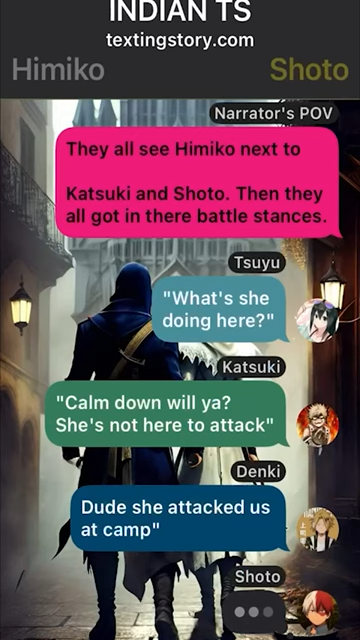 INDIAN TS
textingstory.com
Himiko
Shoto
Narrator's POV
They all see Himiko next to
Katsuki and Shoto. Then they
all got in there battle stances.
Tsuyu
"What's she
doing here?"
Katsuki
"Calm down will ya?
She's not here to attack"
Denki
Dude she attacked us
at camp"
Shoto